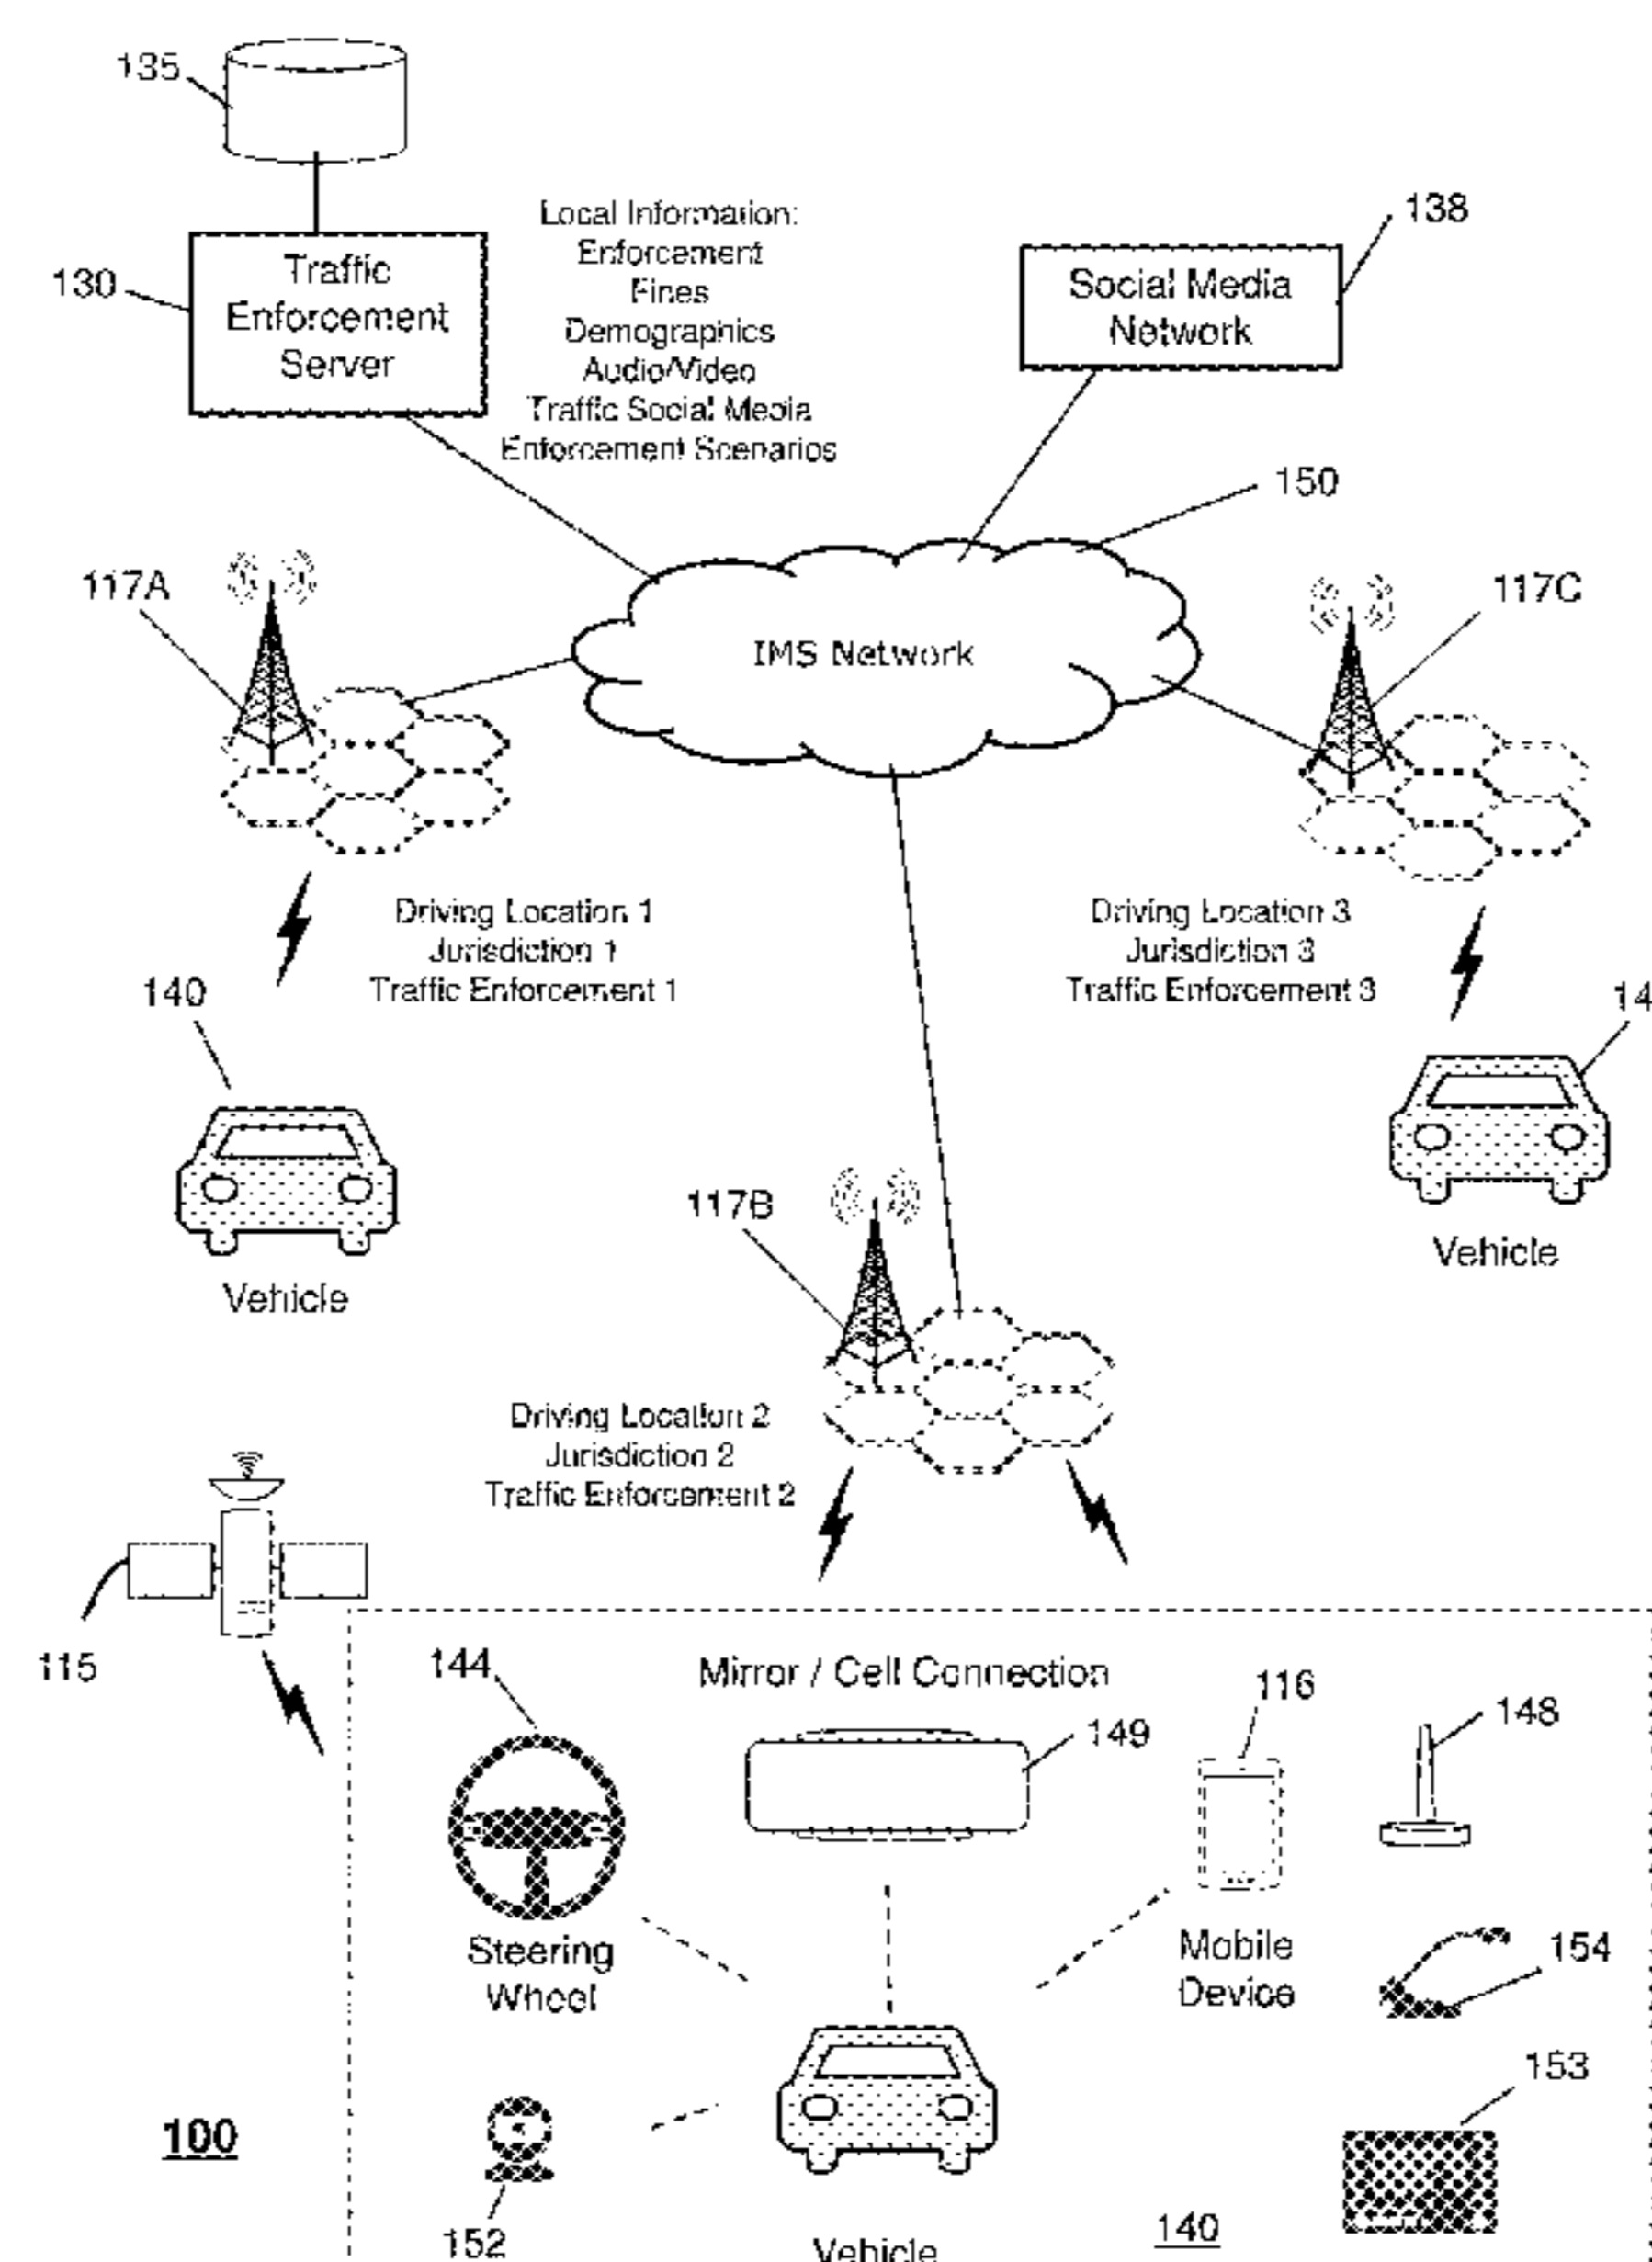 135
130
Traffic
Enforcement
Server
Local Information:
Enforcement
Fines
Demographics
Audio/Video
Traffic Social Media
Enforcement Scenarios
138
Social Media
Network
150
117A
IMS Network
117C
Driving Location 1
Jurisdiction 1
Traffic Enforcement 1
Driving Location 3
Jurisdiction 3
Traffic Enforcement 3
140
14
Vehicle
Vehicle
117B
Driving Location 2
Jurisdiction 2
Traffic Enforcement 2
115
144
Mirror / Cell Connection
116
149
148
Steering
Wheel
Mobile
Device
154
153
100
152
Vehicle
140